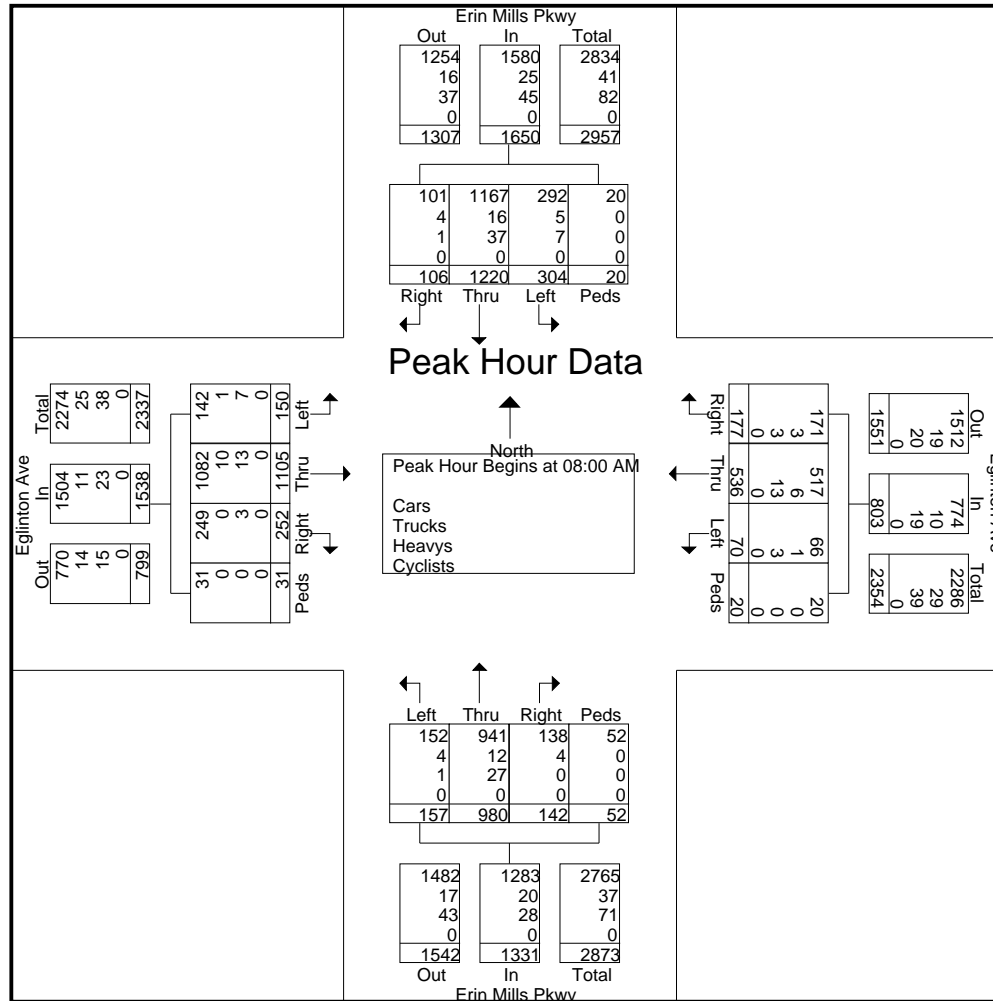 Erin Mills Pkwy
Out In Total
1254 1580 2834
16 25 41
37 45 82
0 0 0
1307 1650 2957
101 1167 292 20
4 16 5 0
1 37 7 0
0 0 0 0
106 1220 304 20
Right Thru Left Peds
Peak Hour Data
North
Peak Hour Begins at 08:00 AM
Cars
Trucks
Heavys
Cyclists
Eglinton Ave
Out In Total
770 1504 2274
14 11 25
15 23 38
0 0 0
799 1538 2337
31 249 1082 142
0 0 10 1
0 3 13 7
0 0 0 0
31 252 1105 150
Peds Right Thru Left
Out In Total
1512 774 2286
19 10 29
20 19 39
0 0 0
1551 803 2354
171 517 66 20
3 6 1 0
3 13 3 0
0 0 0 0
177 536 70 20
Right Thru Left Peds
Left Thru Right Peds
152 941 138 52
4 12 4 0
1 27 0 0
0 0 0 0
157 980 142 52
1482 1283 2765
17 20 37
43 28 71
0 0 0
1542 1331 2873
Out In Total
Erin Mills Pkwy